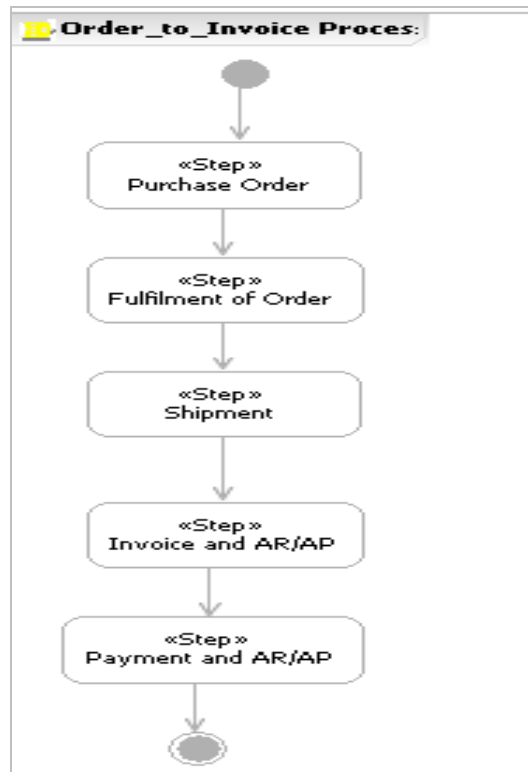 Order_to_Invoice Proces
«Step»
Purchase Order
«Step»
Fulfilment of Order
«Step»
Shipment
«Step»
Invoice and AR/AP
«Step»
Payment and AR/AP